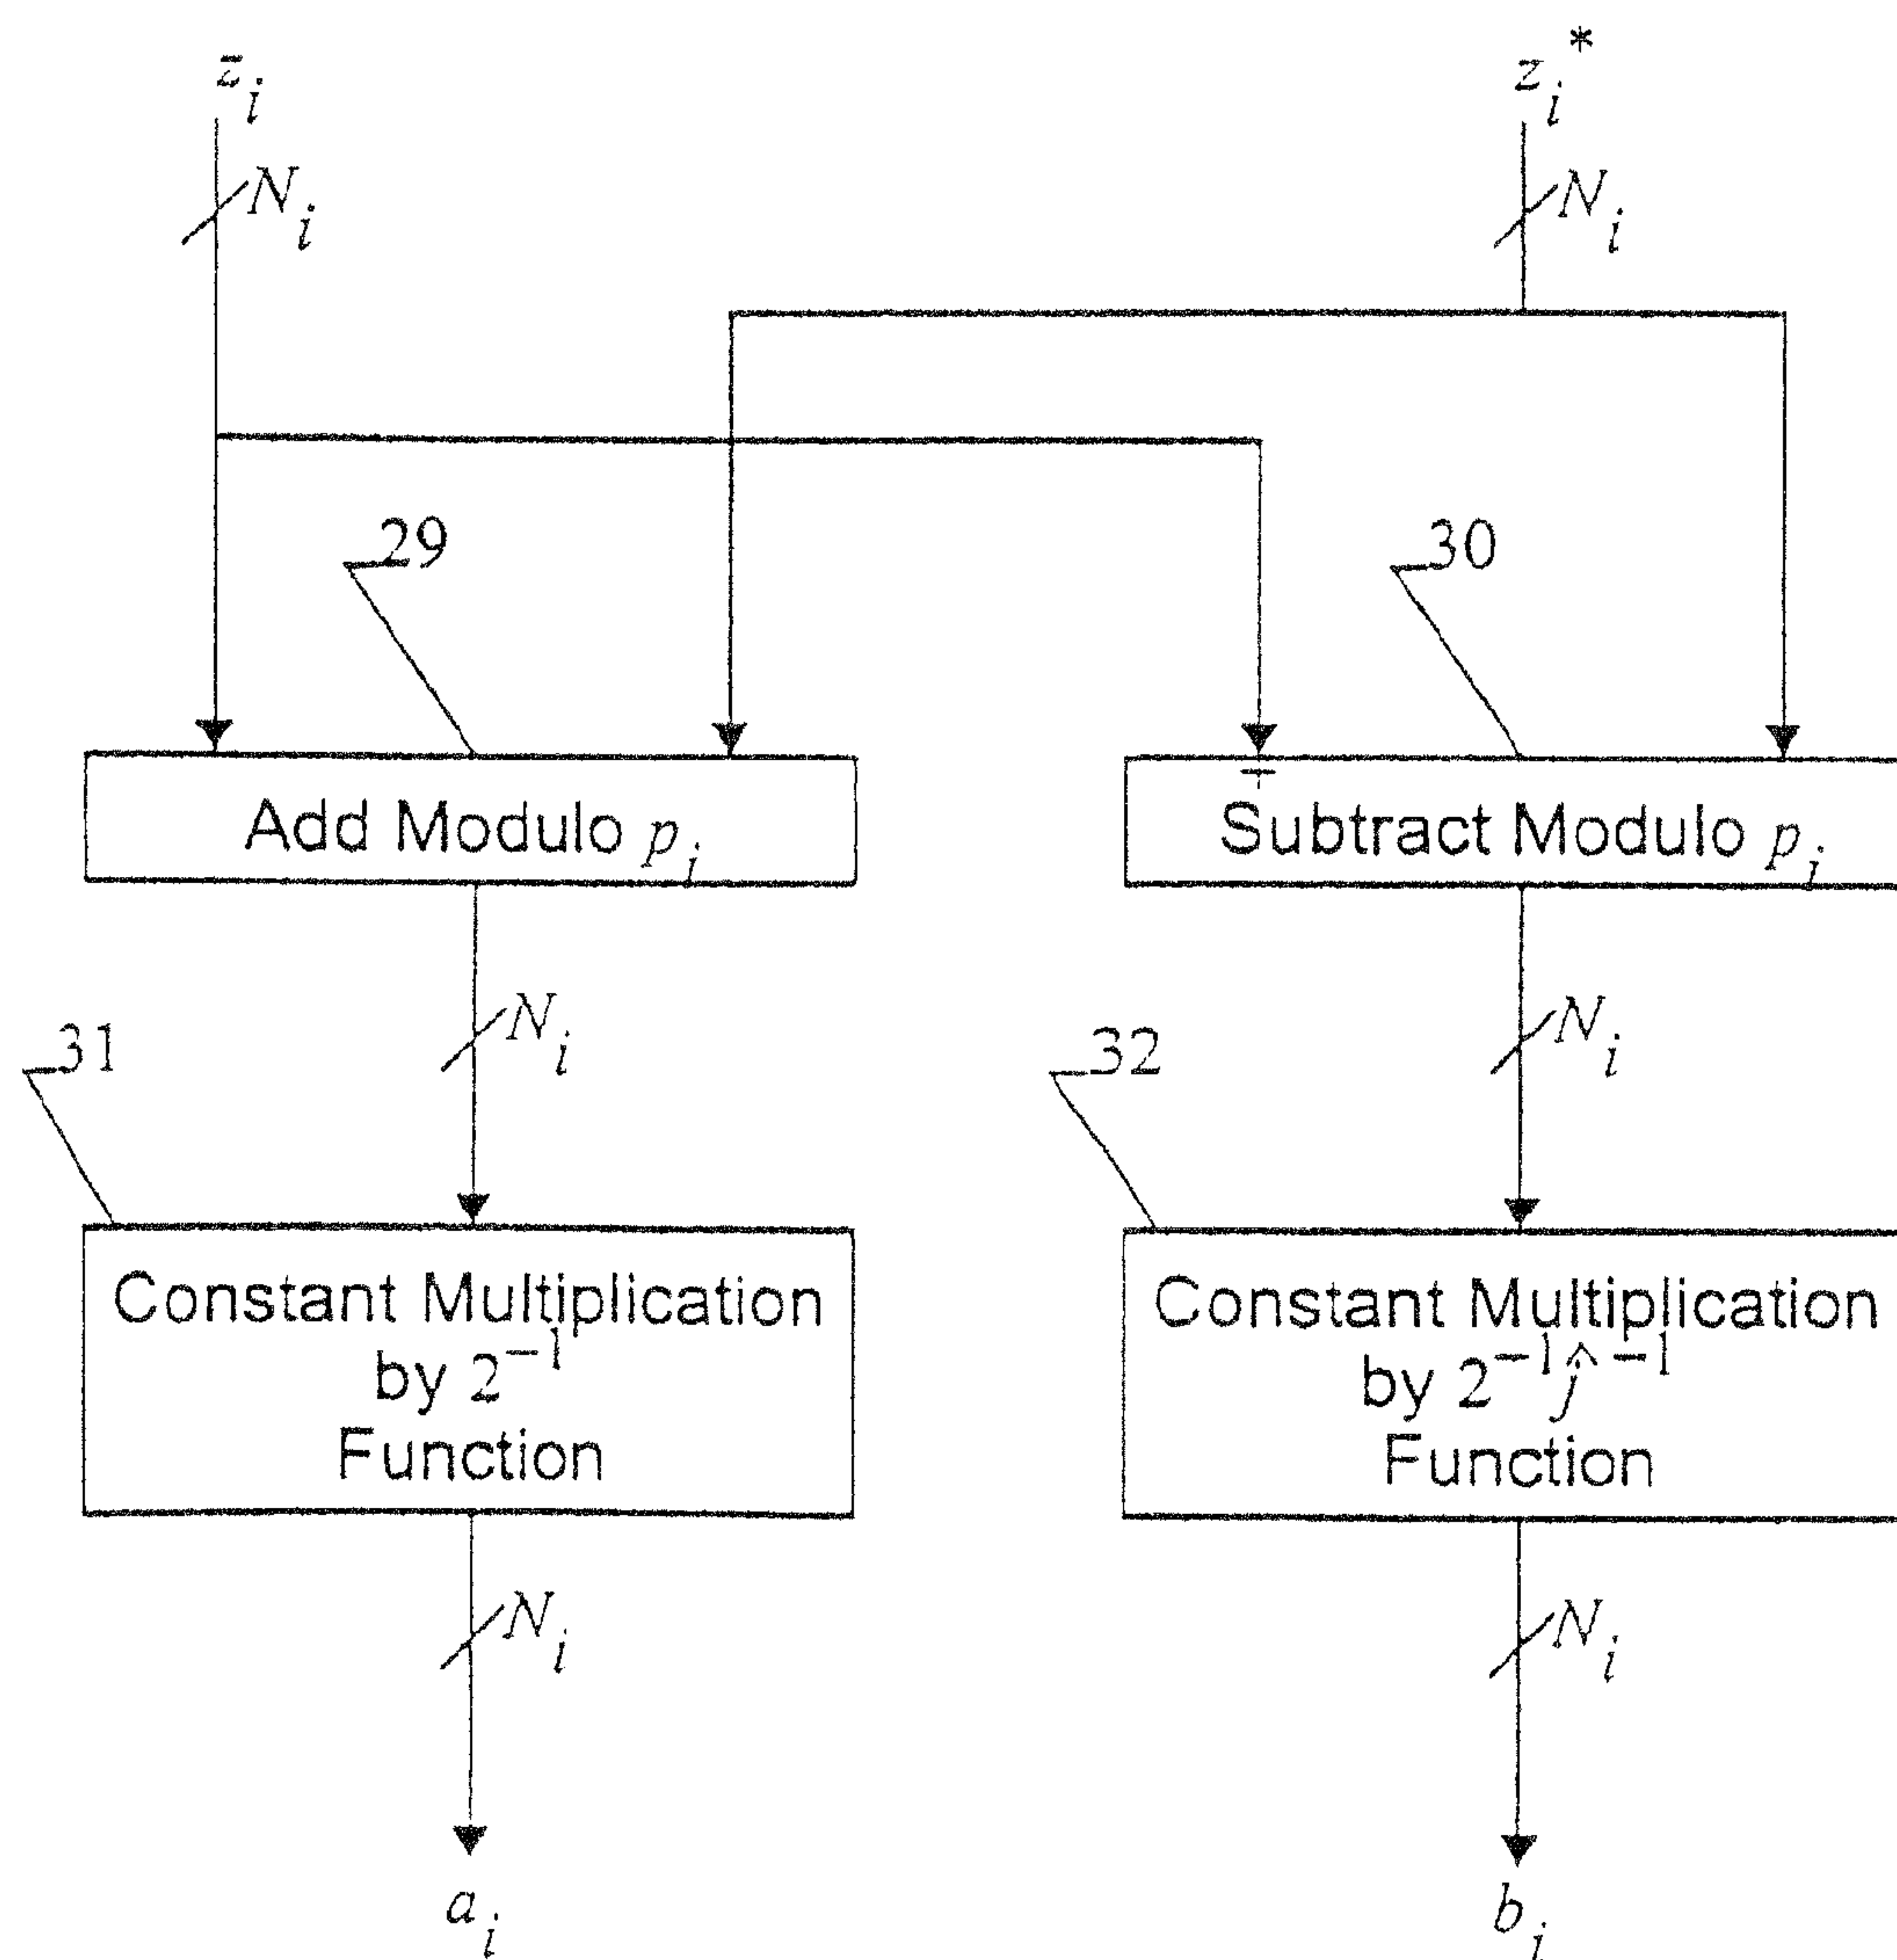 z_i z_i^*
N_i N_i
29 30
+
Add Modulo p_i Subtract Modulo p_i
N_i N_i
31 32
Constant Multiplication
by 2^{-1}
Function
Constant Multiplication
by 2^{-1} ĵ^{-1}
Function
N_i N_i
a_i b_i